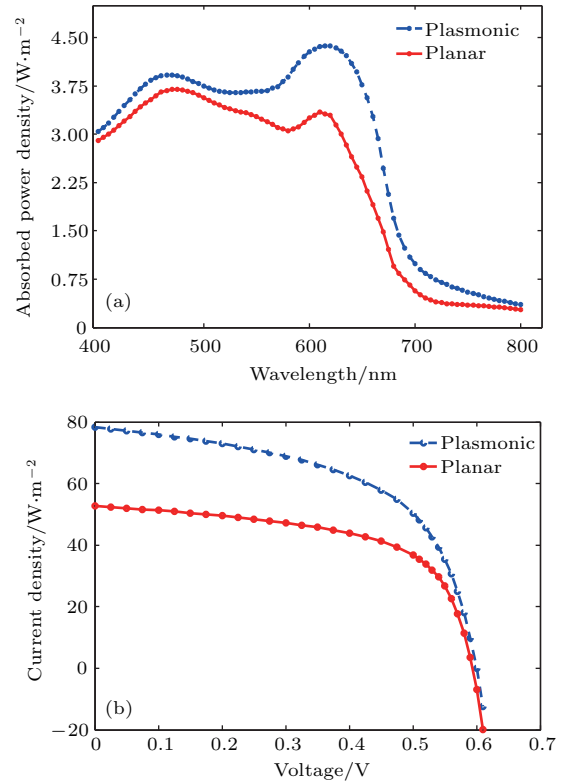 Absorbed power density/W·m⁻²
4.50
3.75
3.00
2.25
1.50
0.75
0
Plasmonic
Planar
(a)
400 500 600 700 800
Wavelength/nm
Current density/W·m⁻²
80
60
40
20
0
−20
Plasmonic
Planar
(b)
0 0.1 0.2 0.3 0.4 0.5 0.6 0.7
Voltage/V